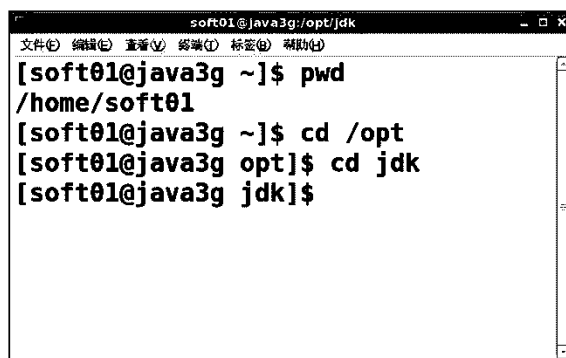 soft01@java3g:/opt/jdk
文件(F) 编辑(E) 查看(V) 终端(T) 标签(B) 帮助(H)
[soft01@java3g ~]$ pwd
/home/soft01
[soft01@java3g ~]$ cd /opt
[soft01@java3g opt]$ cd jdk
[soft01@java3g jdk]$